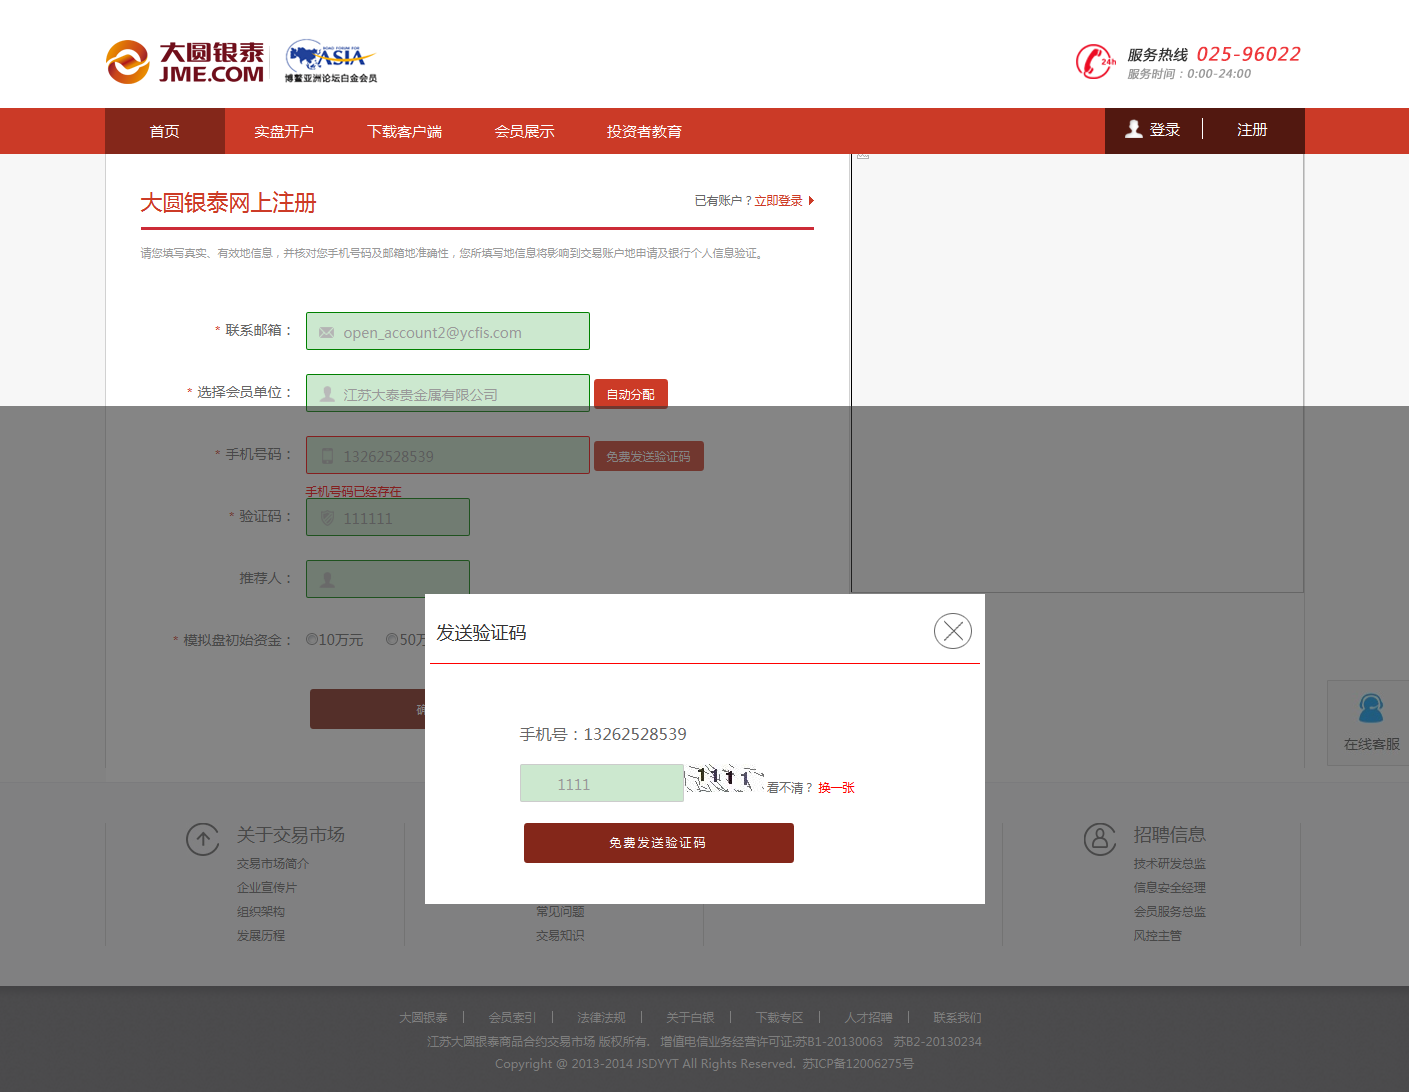 大圆银泰
JME.COM
BOAO FORUM FOR
ASIA
博鳌亚洲论坛白金会员
24h
服务热线 025-96022
服务时间：0:00-24:00
首页 实盘开户 下载客户端 会员展示 投资者教育 登录 注册
大圆银泰网上注册
已有账户？立即登录
请您填写真实、有效地信息，并核对您手机号码及邮箱地准确性，您所填写地信息将影响到交易账户地申请及银行个人信息验证。
* 联系邮箱： open_account2@ycfis.com
* 选择会员单位： 江苏大泰贵金属有限公司 自动分配
* 手机号码： 13262528539 免费发送验证码
手机号码已经存在
* 验证码： 111111
推荐人：
* 模拟盘初始资金： 10万元 50万
确
发送验证码
手机号：13262528539
1111 1111 看不清？ 换一张
免费发送验证码
在线客服
关于交易市场
交易市场简介
企业宣传片
组织架构
发展历程
常见问题
交易知识
招聘信息
技术研发总监
信息安全经理
会员服务总监
风控主管
大圆银泰 | 会员索引 | 法律法规 | 关于白银 | 下载专区 | 人才招聘 | 联系我们
江苏大圆银泰商品合约交易市场 版权所有. 增值电信业务经营许可证:苏B1-20130063 苏B2-20130234
Copyright @ 2013-2014 JSDYYT All Rights Reserved. 苏ICP备12006275号